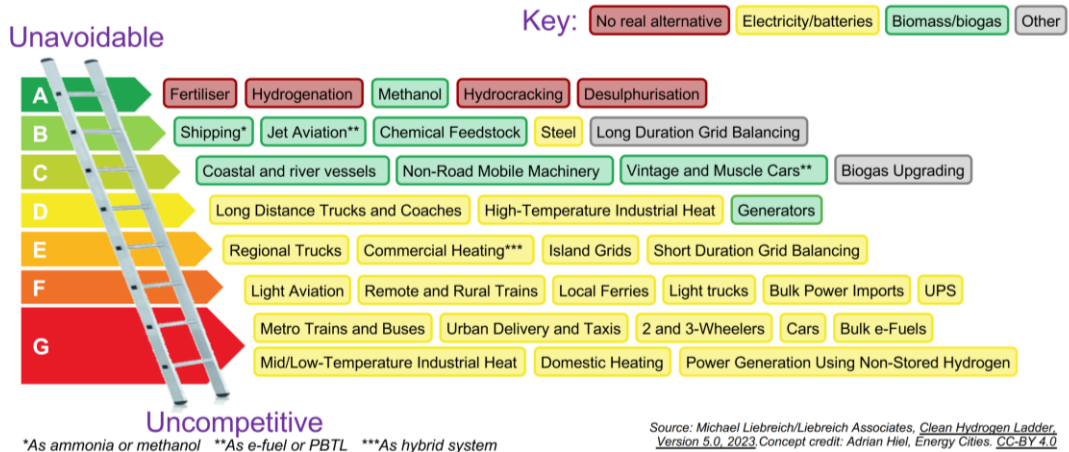 Key: No real alternative Electricity/batteries Biomass/biogas Other
Unavoidable
A Fertiliser Hydrogenation Methanol Hydrocracking Desulphurisation
B Shipping* Jet Aviation** Chemical Feedstock Steel Long Duration Grid Balancing
C Coastal and river vessels Non-Road Mobile Machinery Vintage and Muscle Cars** Biogas Upgrading
D Long Distance Trucks and Coaches High-Temperature Industrial Heat Generators
E Regional Trucks Commercial Heating*** Island Grids Short Duration Grid Balancing
F Light Aviation Remote and Rural Trains Local Ferries Light trucks Bulk Power Imports UPS
G Metro Trains and Buses Urban Delivery and Taxis 2 and 3-Wheelers Cars Bulk e-Fuels
Mid/Low-Temperature Industrial Heat Domestic Heating Power Generation Using Non-Stored Hydrogen
Uncompetitive
*As ammonia or methanol **As e-fuel or PBTL ***As hybrid system
Source: Michael Liebreich/Liebreich Associates, Clean Hydrogen Ladder,
Version 5.0, 2023.Concept credit: Adrian Hiel, Energy Cities. CC-BY 4.0